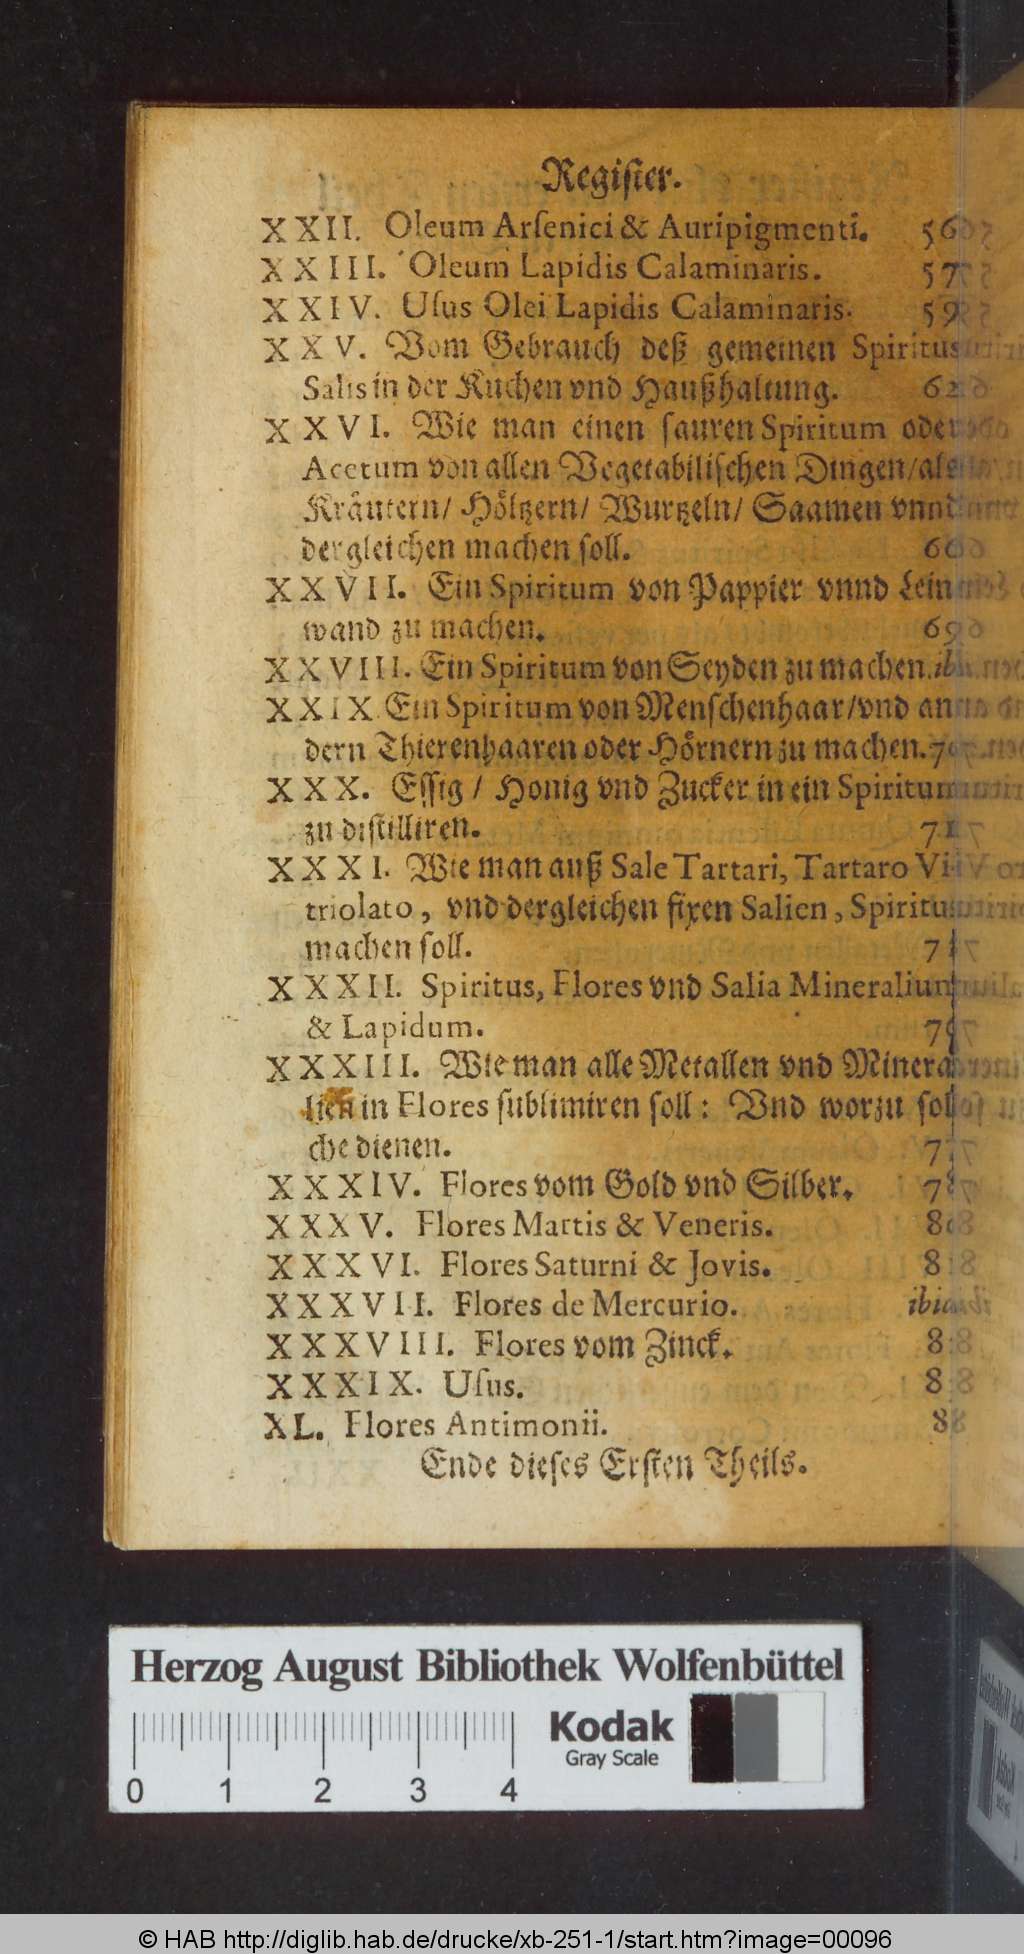 Regiſter.
XXII. Oleum Arſenici & Auripigmenti. 56
XXIII. Oleum Lapidis Calaminaris. 57
XXIV. Uſus Olei Lapidis Calaminaris. 59
XXV. Vom Gebrauch deß gemeinen Spiritus
Salis in der Kuchen vnd Haußhaltung. 62
XXVI. Wie man einen ſauren Spiritum oder
Acetum von allen Vegetabiliſchen Dingen/als
Kräutern/ Höltzern/ Wurtzeln/ Saamen vnnd
dergleichen machen ſoll. 66
XXVII. Ein Spiritum von Pappier vnnd Lein
wand zu machen. 69
XXVIII. Ein Spiritum von Seyden zu machen.
XXIX Ein Spiritum von Menſchenhaar/vnd an
dern Thierenhaaren oder Hörnern zu machen.
XXX. Eſſig / Honig vnd Zucker in ein Spiritum
zu diſtilliren. 71
XXXI. Wie man auß Sale Tartari, Tartaro Vi
triolato, vnd dergleichen fixen Salien, Spiritus
machen ſoll.
XXXII. Spiritus, Flores vnd Salia Mineralium
& Lapidum.
XXXIII. Wie man alle Metallen vnd Minera
lien in Flores ſublimiren ſoll: Vnd worzu ſol
che dienen.
XXXIV. Flores vom Gold vnd Silber.
XXXV. Flores Martis & Veneris.
XXXVI. Flores Saturni & Jovis.
XXXVII. Flores de Mercurio.
XXXVIII. Flores vom Zinck.
XXXIX. Uſus.
XL. Flores Antimonii.
Ende dieſes Erſten Theils.
Herzog August Bibliothek Wolfenbüttel
Kodak
Gray Scale
0 1 2 3 4
© HAB http://diglib.hab.de/drucke/xb-251-1/start.htm?image=00096